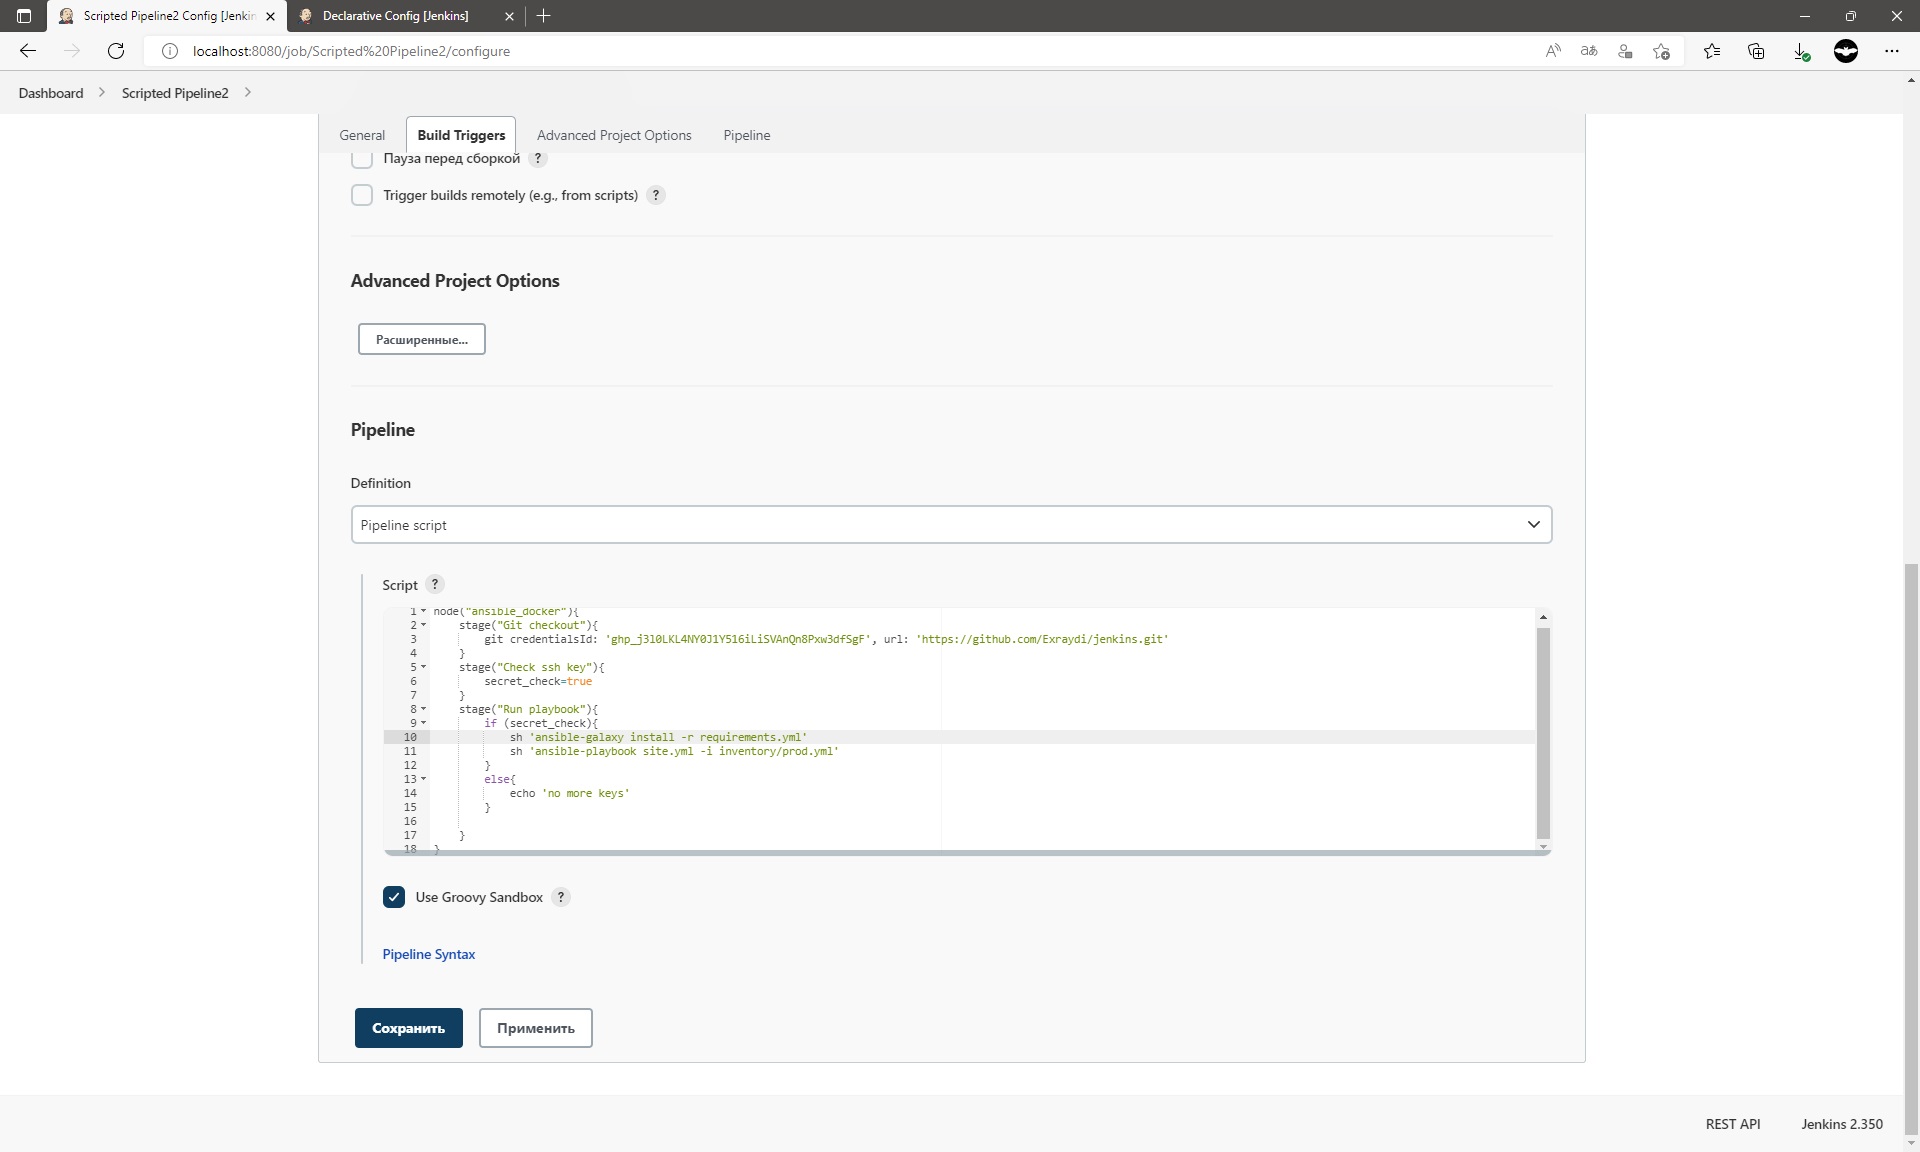 Scripted Pipeline2 Config [Jenkin
Declarative Config [Jenkins]
localhost:8080/job/Scripted%20Pipeline2/configure
Dashboard
Scripted Pipeline2
General
Build Triggers
Advanced Project Options
Pipeline
Пауза перед сборкой ?
Trigger builds remotely (e.g., from scripts) ?
Advanced Project Options
Расширенные...
Pipeline
Definition
Pipeline script
Script ?
1 node("ansible_docker"){
2 stage("Git checkout"){
3 git credentialsId: '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', url: 'https://github.com/Exraydi/jenkins.git'
4 }
5 stage("Check ssh key"){
6 secret_check=true
7 }
8 stage("Run playbook"){
9 if (secret_check){
10 sh 'ansible-galaxy install -r requirements.yml'
11 sh 'ansible-playbook site.yml -i inventory/prod.yml'
12 }
13 else{
14 echo 'no more keys'
15 }
16
17 }
18 }
Use Groovy Sandbox ?
Pipeline Syntax
Сохранить
Применить
REST API
Jenkins 2.350